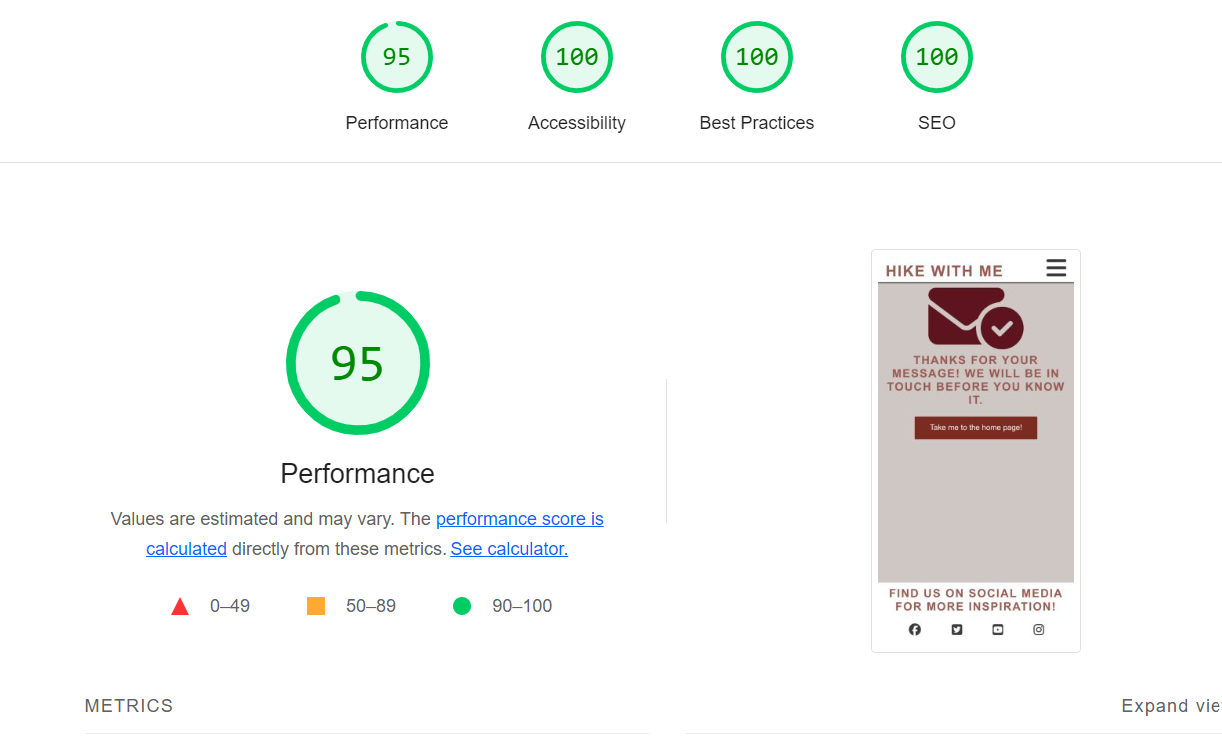 95
100
100
100
Performance
Accessibility
Best Practices
SEO
95
Performance
Values are estimated and may vary. The performance score is
calculated directly from these metrics. See calculator.
0–49
50–89
90–100
HIKE WITH ME
THANKS FOR YOUR
MESSAGE! WE WILL BE IN
TOUCH BEFORE YOU KNOW
IT.
Take me to the home page!
FIND US ON SOCIAL MEDIA
FOR MORE INSPIRATION!
METRICS
Expand vie